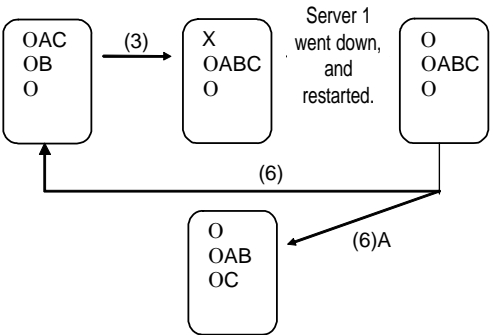 OAC
OB
O
(3)
X
OABC
O
Server 1
went down,
and
restarted.
O
OABC
O
(6)
(6)A
O
OAB
OC